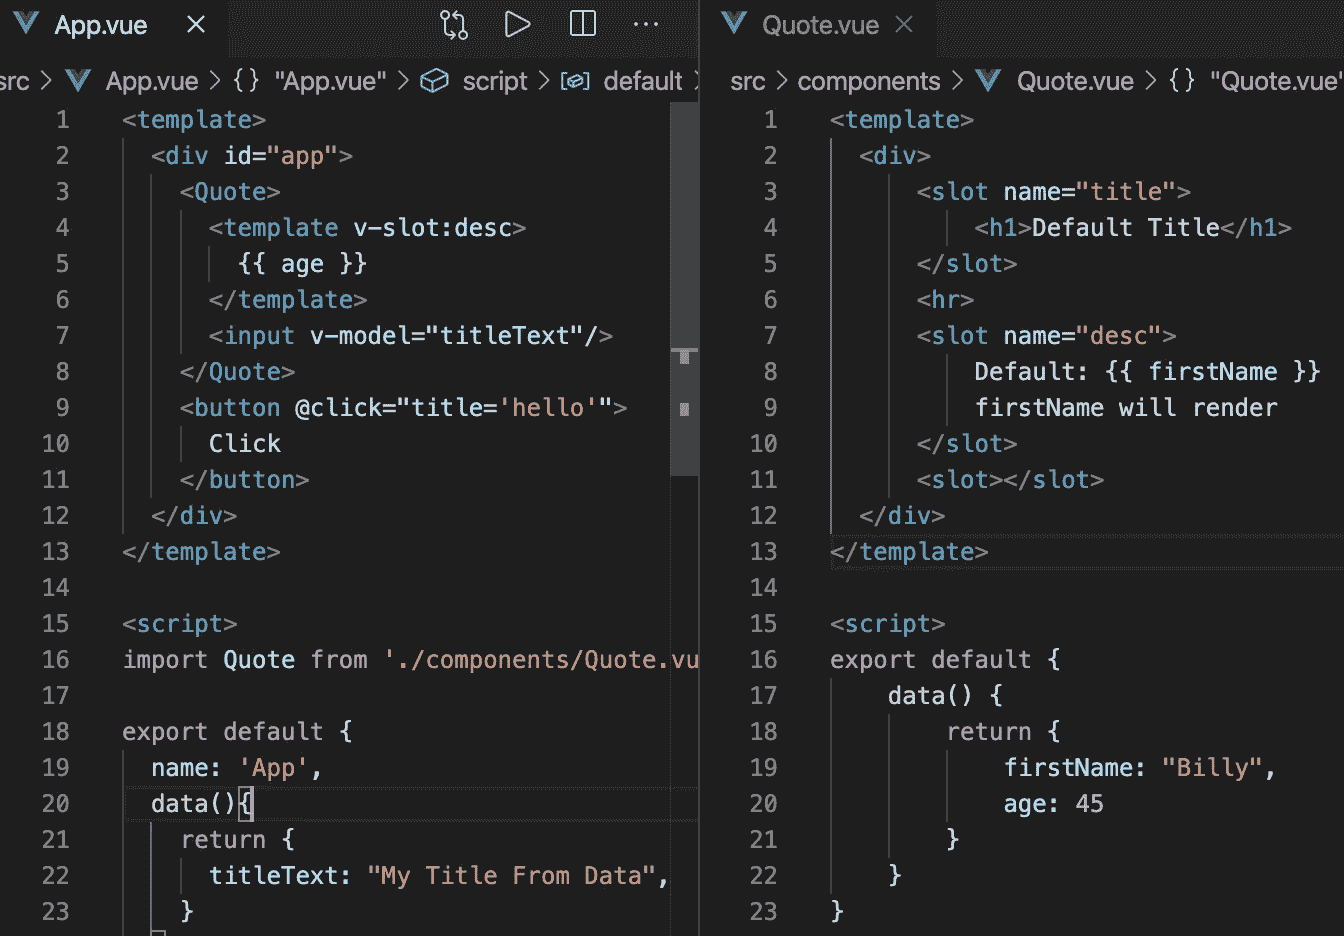 App.vue
src > App.vue > {} "App.vue" > script > default
1 <template>
2   <div id="app">
3     <Quote>
4       <template v-slot:desc>
5         {{ age }}
6       </template>
7       <input v-model="titleText"/>
8     </Quote>
9     <button @click="title='hello'">
10       Click
11     </button>
12   </div>
13 </template>
14
15 <script>
16 import Quote from './components/Quote.vu
17
18 export default {
19   name: 'App',
20   data(){
21     return {
22       titleText: "My Title From Data",
23     }
Quote.vue
src > components > Quote.vue > {} "Quote.vue"
1 <template>
2   <div>
3       <slot name="title">
4           <h1>Default Title</h1>
5       </slot>
6       <hr>
7       <slot name="desc">
8           Default: {{ firstName }}
9           firstName will render
10       </slot>
11       <slot></slot>
12   </div>
13 </template>
14
15 <script>
16 export default {
17     data() {
18         return {
19             firstName: "Billy",
20             age: 45
21         }
22     }
23 }